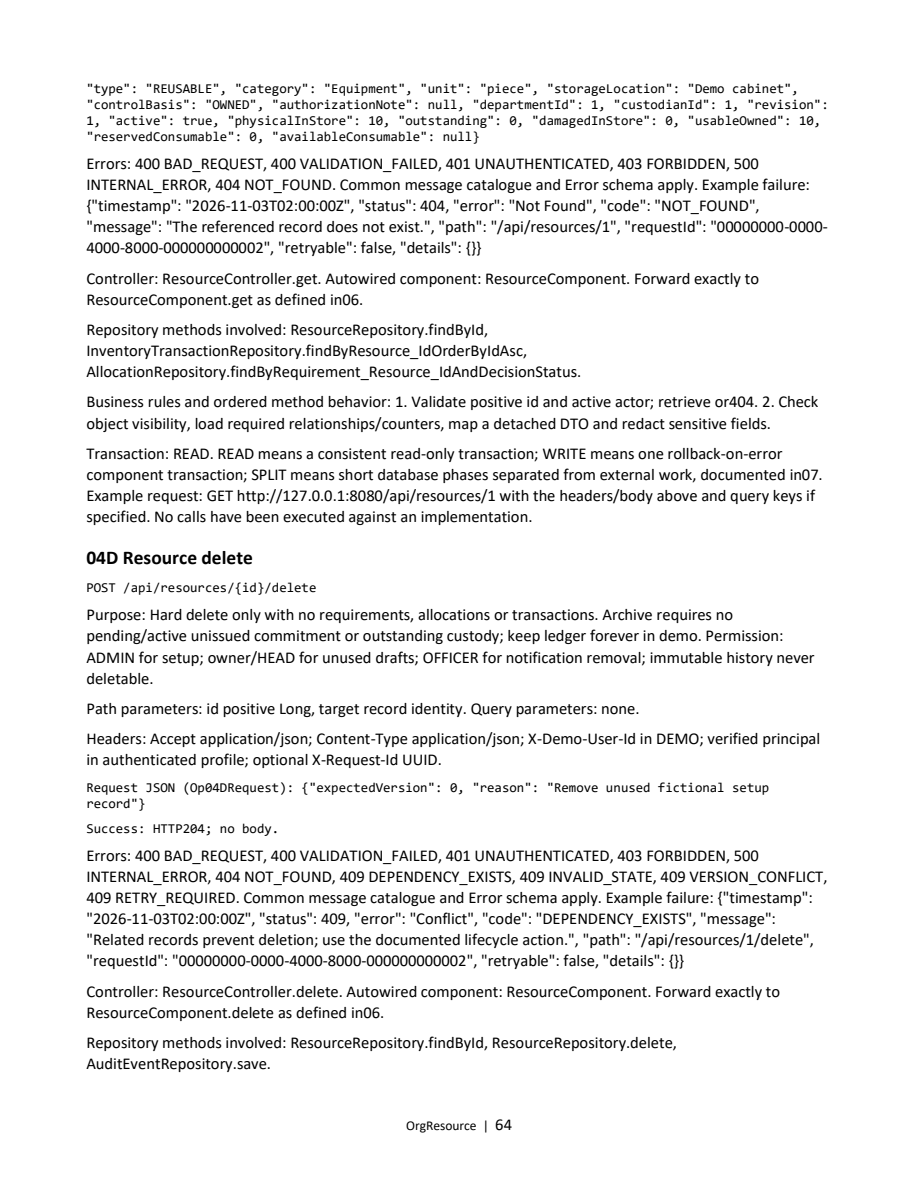 "type": "REUSABLE", "category": "Equipment", "unit": "piece", "storageLocation": "Demo cabinet",
"controlBasis": "OWNED", "authorizationNote": null, "departmentId": 1, "custodianId": 1, "revision":
1, "active": true, "physicalInStore": 10, "outstanding": 0, "damagedInStore": 0, "usableOwned": 10,
"reservedConsumable": 0, "availableConsumable": null}
Errors: 400 BAD_REQUEST, 400 VALIDATION_FAILED, 401 UNAUTHENTICATED, 403 FORBIDDEN, 500
INTERNAL_ERROR, 404 NOT_FOUND. Common message catalogue and Error schema apply. Example failure:
{"timestamp": "2026-11-03T02:00:00Z", "status": 404, "error": "Not Found", "code": "NOT_FOUND",
"message": "The referenced record does not exist.", "path": "/api/resources/1", "requestId": "00000000-0000-
4000-8000-000000000002", "retryable": false, "details": {}}
Controller: ResourceController.get. Autowired component: ResourceComponent. Forward exactly to
ResourceComponent.get as defined in06.
Repository methods involved: ResourceRepository.findById,
InventoryTransactionRepository.findByResource_IdOrderByIdAsc,
AllocationRepository.findByRequirement_Resource_IdAndDecisionStatus.
Business rules and ordered method behavior: 1. Validate positive id and active actor; retrieve or404. 2. Check
object visibility, load required relationships/counters, map a detached DTO and redact sensitive fields.
Transaction: READ. READ means a consistent read-only transaction; WRITE means one rollback-on-error
component transaction; SPLIT means short database phases separated from external work, documented in07.
Example request: GET http://127.0.0.1:8080/api/resources/1 with the headers/body above and query keys if
specified. No calls have been executed against an implementation.
04D Resource delete
POST /api/resources/{id}/delete
Purpose: Hard delete only with no requirements, allocations or transactions. Archive requires no
pending/active unissued commitment or outstanding custody; keep ledger forever in demo. Permission:
ADMIN for setup; owner/HEAD for unused drafts; OFFICER for notification removal; immutable history never
deletable.
Path parameters: id positive Long, target record identity. Query parameters: none.
Headers: Accept application/json; Content-Type application/json; X-Demo-User-Id in DEMO; verified principal
in authenticated profile; optional X-Request-Id UUID.
Request JSON (Op04DRequest): {"expectedVersion": 0, "reason": "Remove unused fictional setup
record"}
Success: HTTP204; no body.
Errors: 400 BAD_REQUEST, 400 VALIDATION_FAILED, 401 UNAUTHENTICATED, 403 FORBIDDEN, 500
INTERNAL_ERROR, 404 NOT_FOUND, 409 DEPENDENCY_EXISTS, 409 INVALID_STATE, 409 VERSION_CONFLICT,
409 RETRY_REQUIRED. Common message catalogue and Error schema apply. Example failure: {"timestamp":
"2026-11-03T02:00:00Z", "status": 409, "error": "Conflict", "code": "DEPENDENCY_EXISTS", "message":
"Related records prevent deletion; use the documented lifecycle action.", "path": "/api/resources/1/delete",
"requestId": "00000000-0000-4000-8000-000000000002", "retryable": false, "details": {}}
Controller: ResourceController.delete. Autowired component: ResourceComponent. Forward exactly to
ResourceComponent.delete as defined in06.
Repository methods involved: ResourceRepository.findById, ResourceRepository.delete,
AuditEventRepository.save.
OrgResource | 64